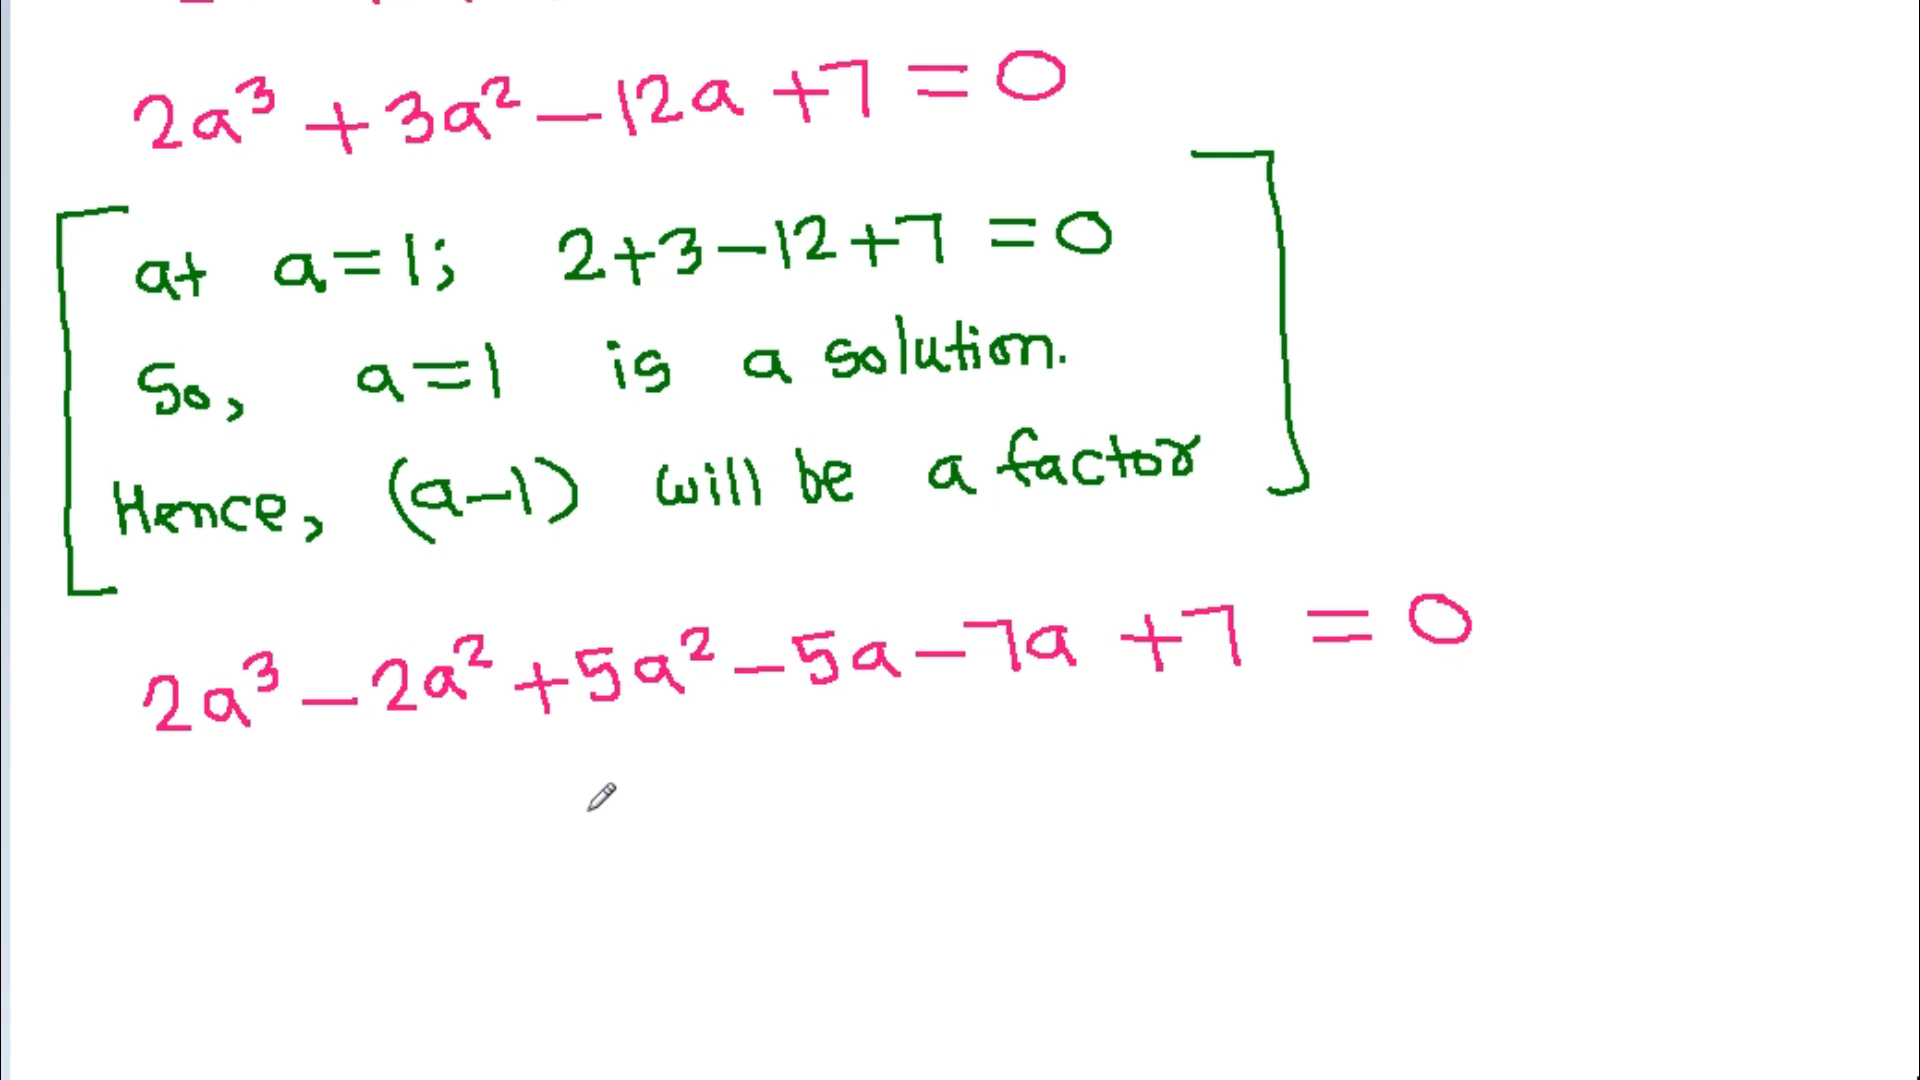 2a³ + 3a² - 12a + 7 = 0
at a = 1; 2 + 3 - 12 + 7 = 0
So, a = 1 is a solution.
Hence, (a - 1) will be a factor
2a³ - 2a² + 5a² - 5a - 7a + 7 = 0